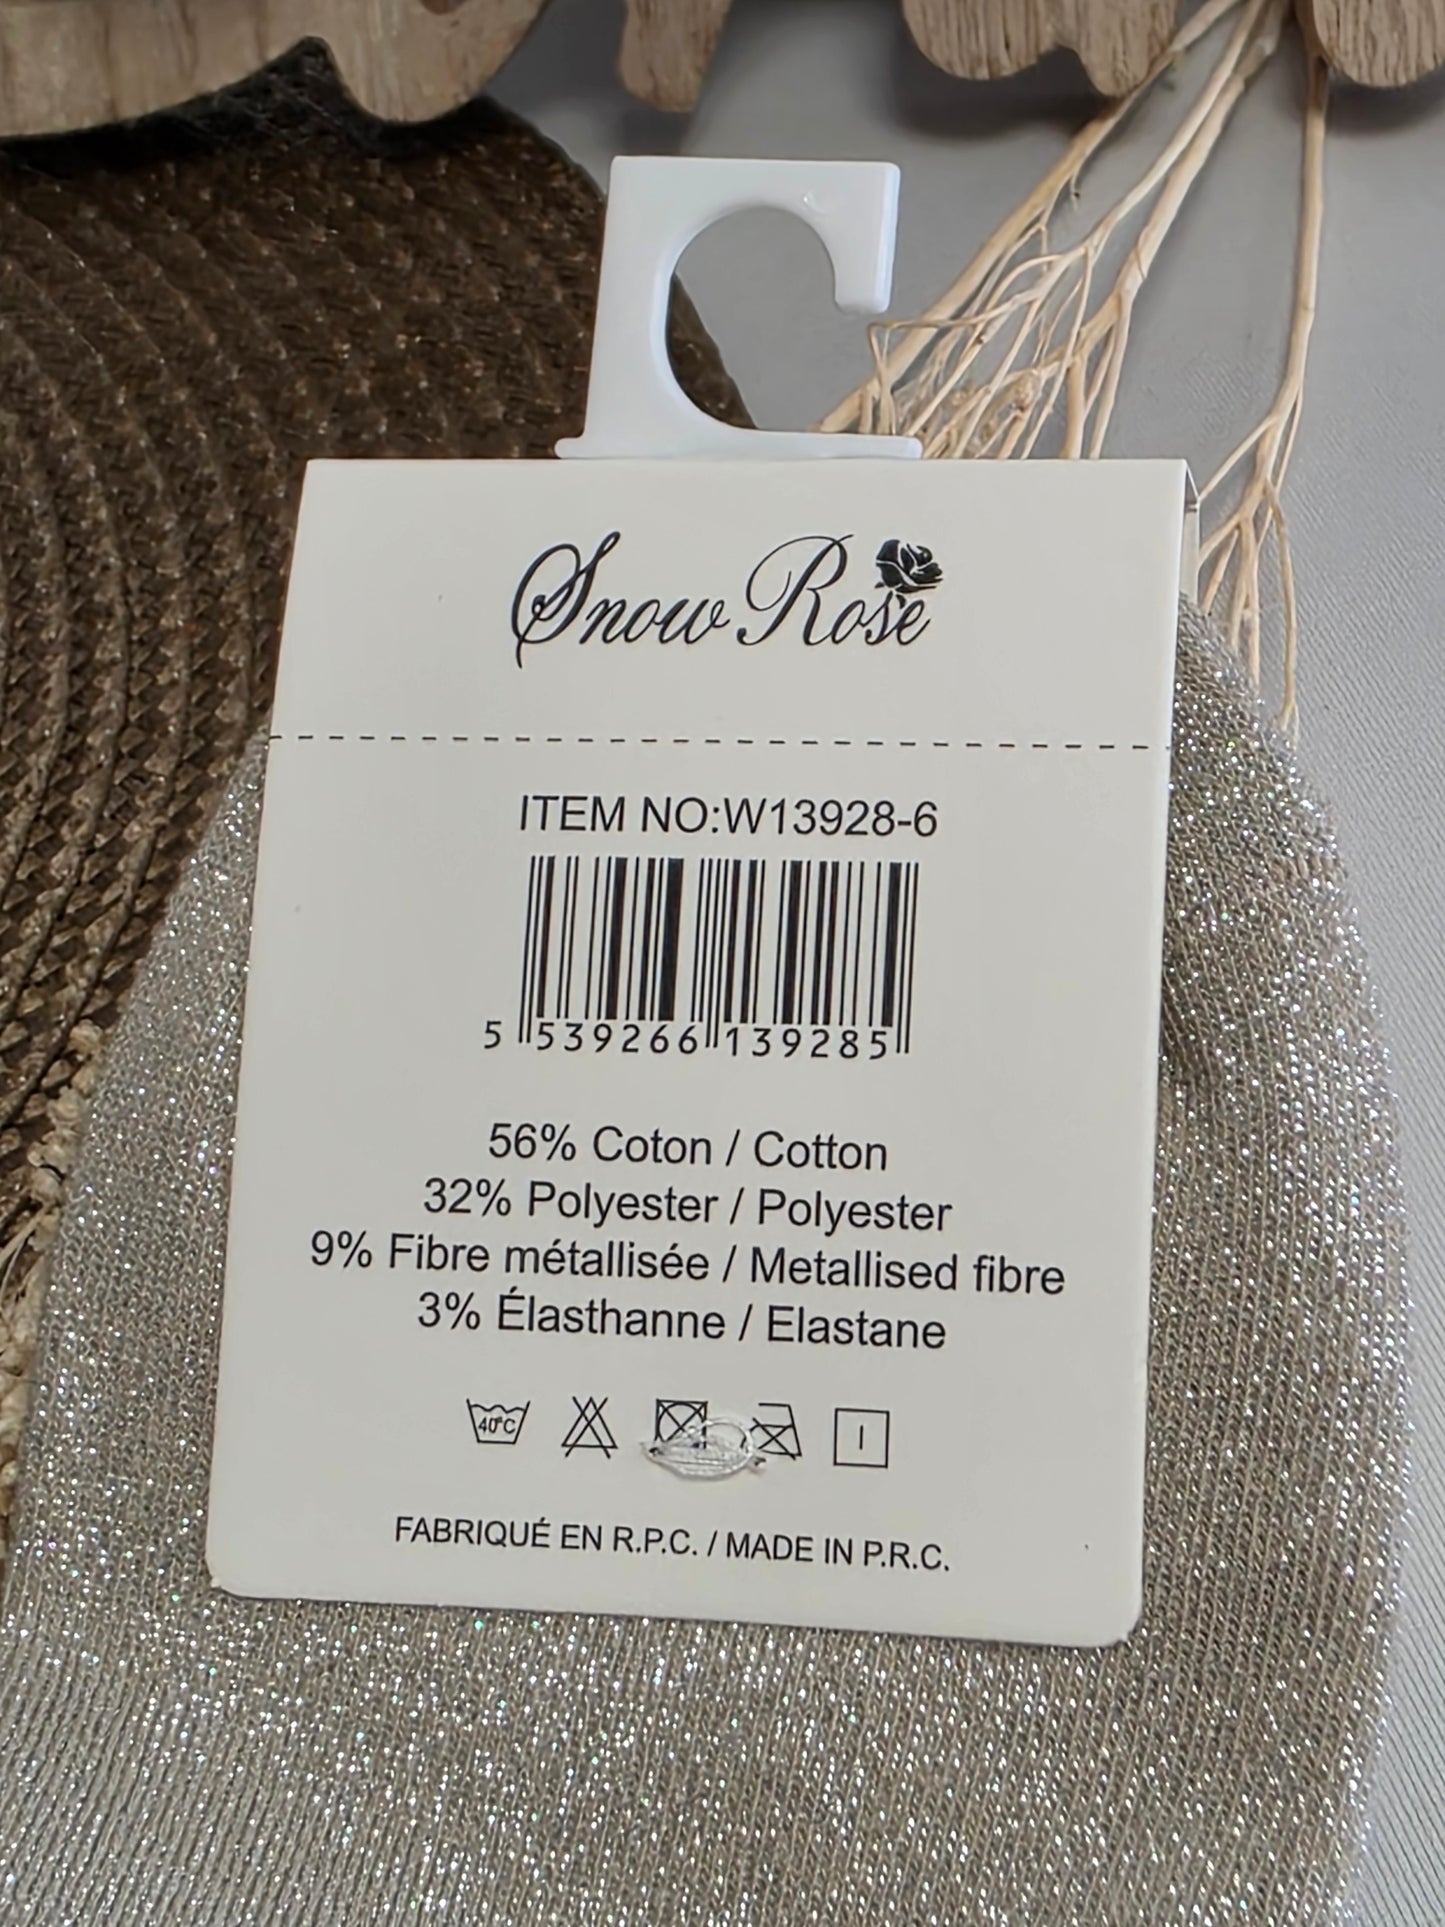 Snow Rose
ITEM NO:W13928-6
5 539266 139285
56% Coton / Cotton
32% Polyester / Polyester
9% Fibre métallisée / Metallised fibre
3% Élasthanne / Elastane
40°C
FABRIQUÉ EN R.P.C. / MADE IN P.R.C.